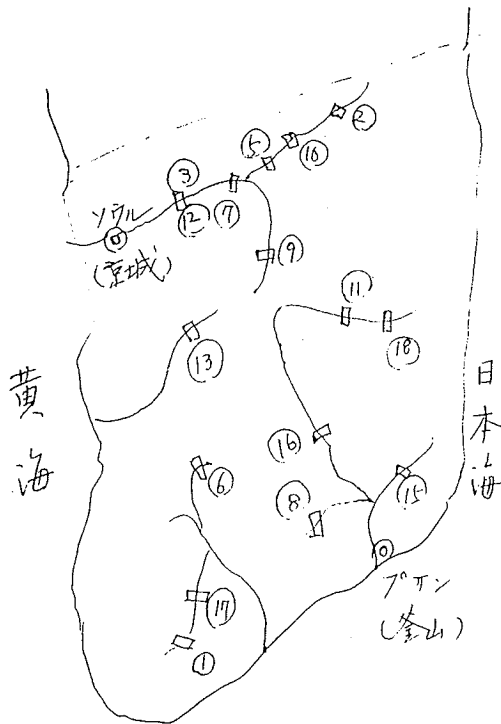 ②
⑤
⑩
③
⑫
⑦
ソウル
(京城)
⑨
⑪
⑱
⑬
黄海
日本海
⑯
⑥
⑧
⑮
プサン
(釜山)
⑰
①